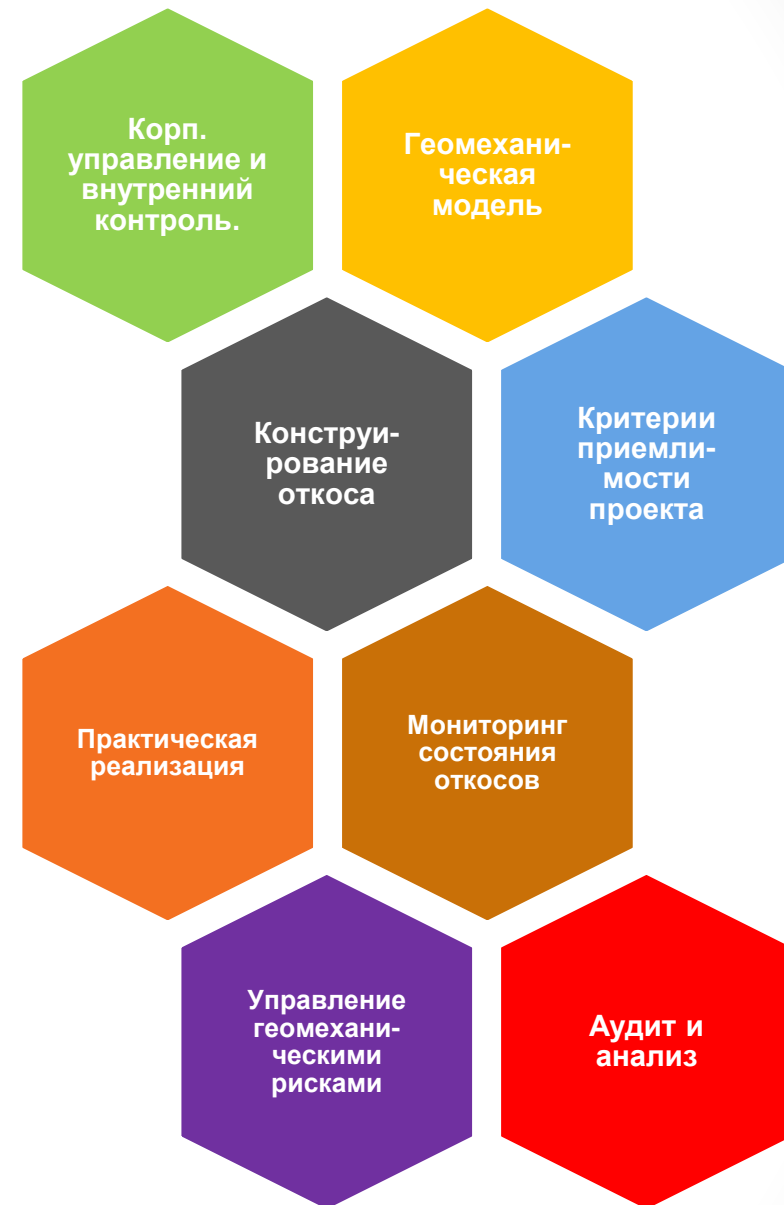 Корп.
управление и
внутренний
контроль.
Геомехани-
ческая
модель
Конструи-
рование
откоса
Критерии
приемли-
мости
проекта
Практическая
реализация
Мониторинг
состояния
откосов
Управление
геомехани-
ческими
рисками
Аудит и
анализ